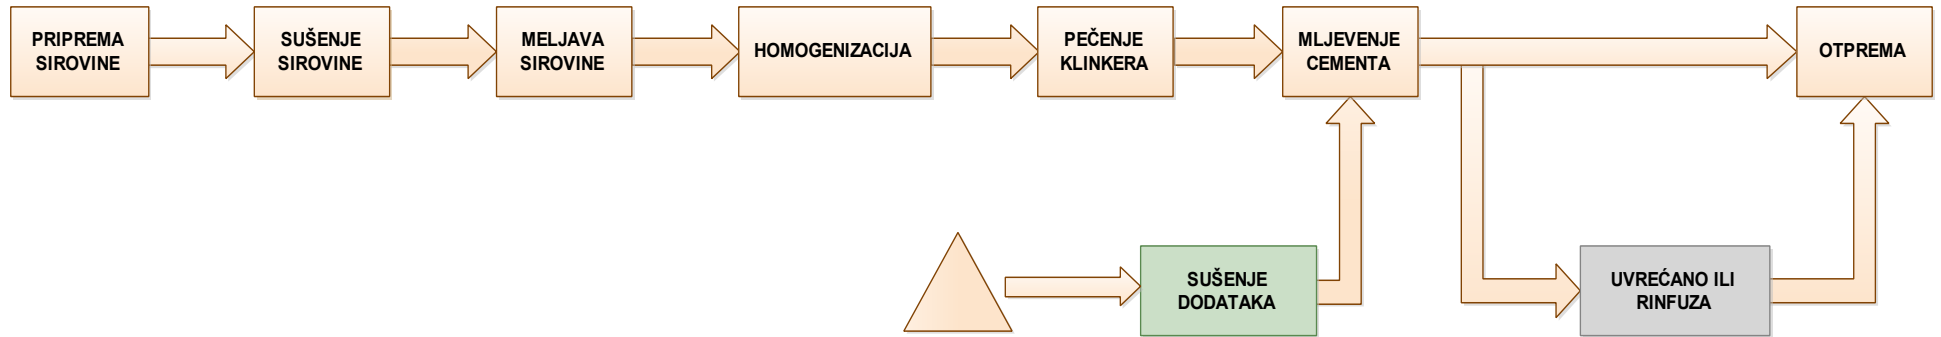 PRIPREMA
SIROVINE
SUŠENJE
SIROVINE
MELJAVA
SIROVINE
HOMOGENIZACIJA
PEČENJE
KLINKERA
MLJEVENJE
CEMENTA
OTPREMA
SUŠENJE
DODATAKA
UVREĆANO ILI
RINFUZA